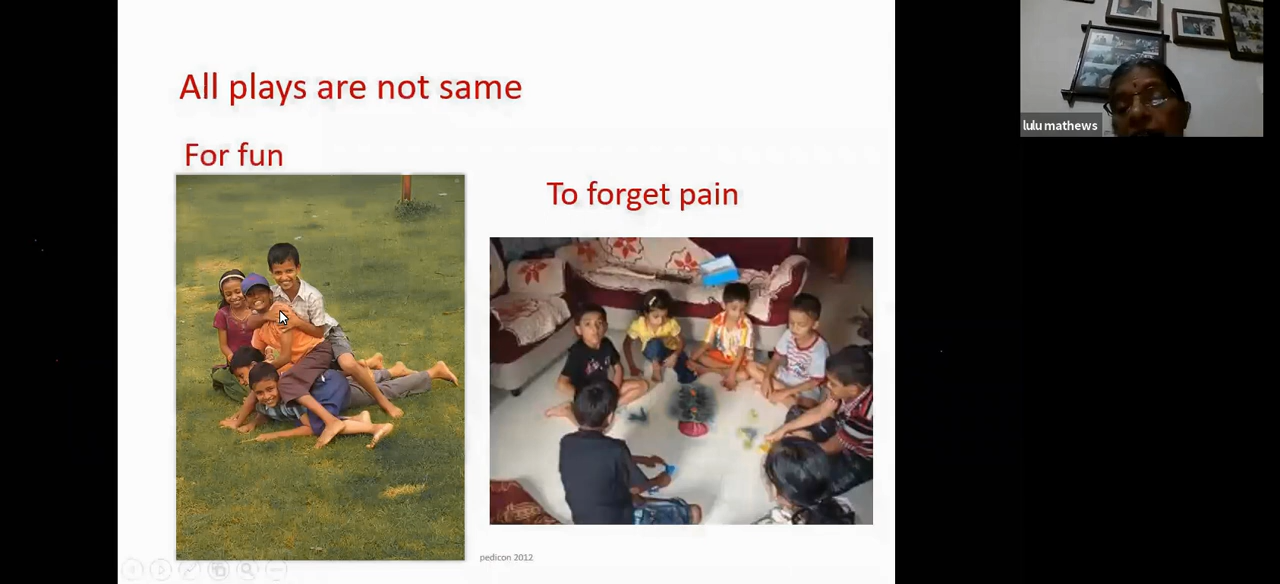 All plays are not same
For fun
To forget pain
pedicon 2012
lulu mathews